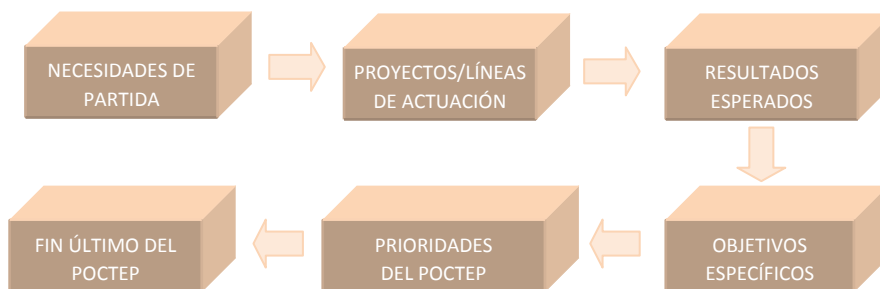 NECESIDADES DE
PARTIDA
PROYECTOS/LÍNEAS
DE ACTUACIÓN
RESULTADOS
ESPERADOS
OBJETIVOS
ESPECÍFICOS
PRIORIDADES
DEL POCTEP
FIN ÚLTIMO DEL
POCTEP